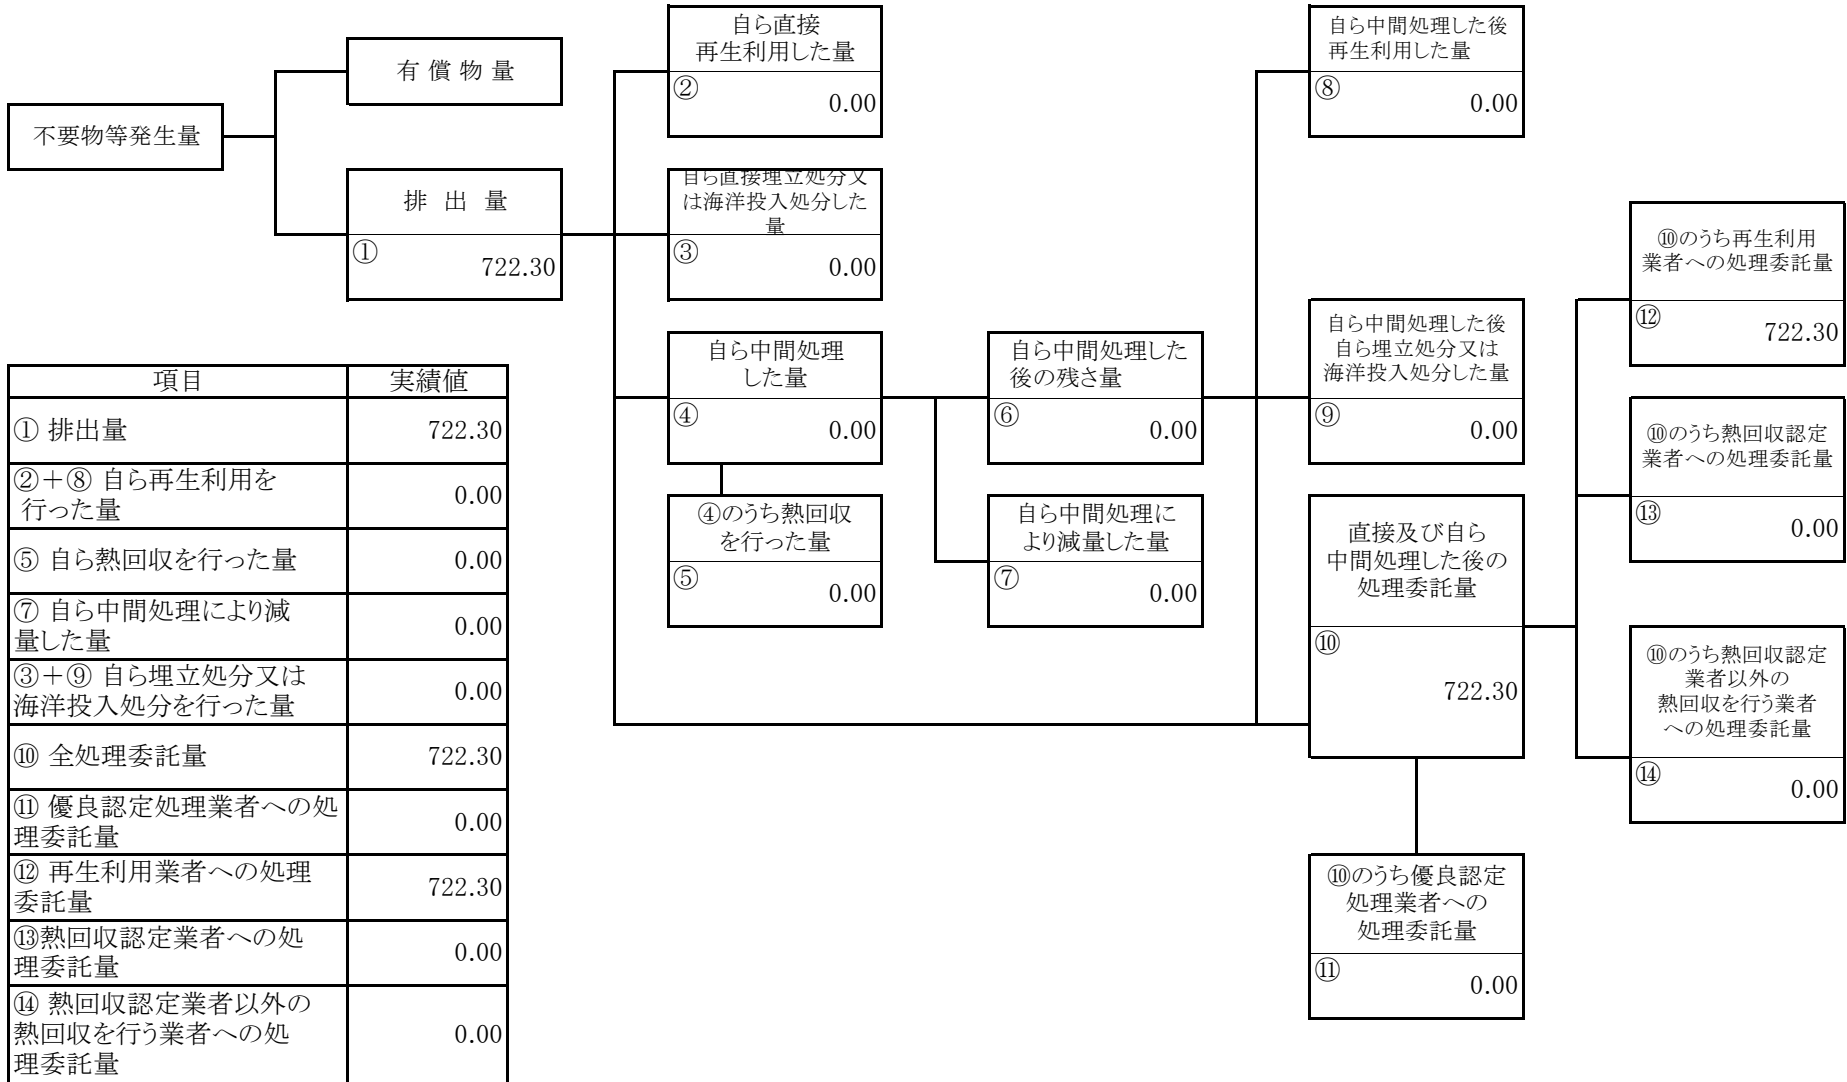 不要物等発生量
有 償 物 量
排 出 量
①
722.30
自ら直接
再生利用した量
②
0.00
自ら直接埋立処分又
は海洋投入処分した
量
③
0.00
自ら中間処理
した量
④
0.00
④のうち熱回収
を行った量
⑤
0.00
自ら中間処理した
後の残さ量
⑥
0.00
自ら中間処理に
より減量した量
⑦
0.00
自ら中間処理した後
再生利用した量
⑧
0.00
自ら中間処理した後
自ら埋立処分又は
海洋投入処分した量
⑨
0.00
直接及び自ら
中間処理した後の
処理委託量
⑩
722.30
⑩のうち優良認定
処理業者への
処理委託量
⑪
0.00
⑩のうち再生利用
業者への処理委託量
⑫
722.30
⑩のうち熱回収認定
業者への処理委託量
⑬
0.00
⑩のうち熱回収認定
業者以外の
熱回収を行う業者
への処理委託量
⑭
0.00
項目 実績値
① 排出量 722.30
②＋⑧ 自ら再生利用を
行った量 0.00
⑤ 自ら熱回収を行った量 0.00
⑦ 自ら中間処理により減
量した量 0.00
③＋⑨ 自ら埋立処分又は
海洋投入処分を行った量 0.00
⑩ 全処理委託量 722.30
⑪ 優良認定処理業者への処
理委託量 0.00
⑫ 再生利用業者への処理
委託量 722.30
⑬熱回収認定業者への処
理委託量 0.00
⑭ 熱回収認定業者以外の
熱回収を行う業者への処
理委託量 0.00